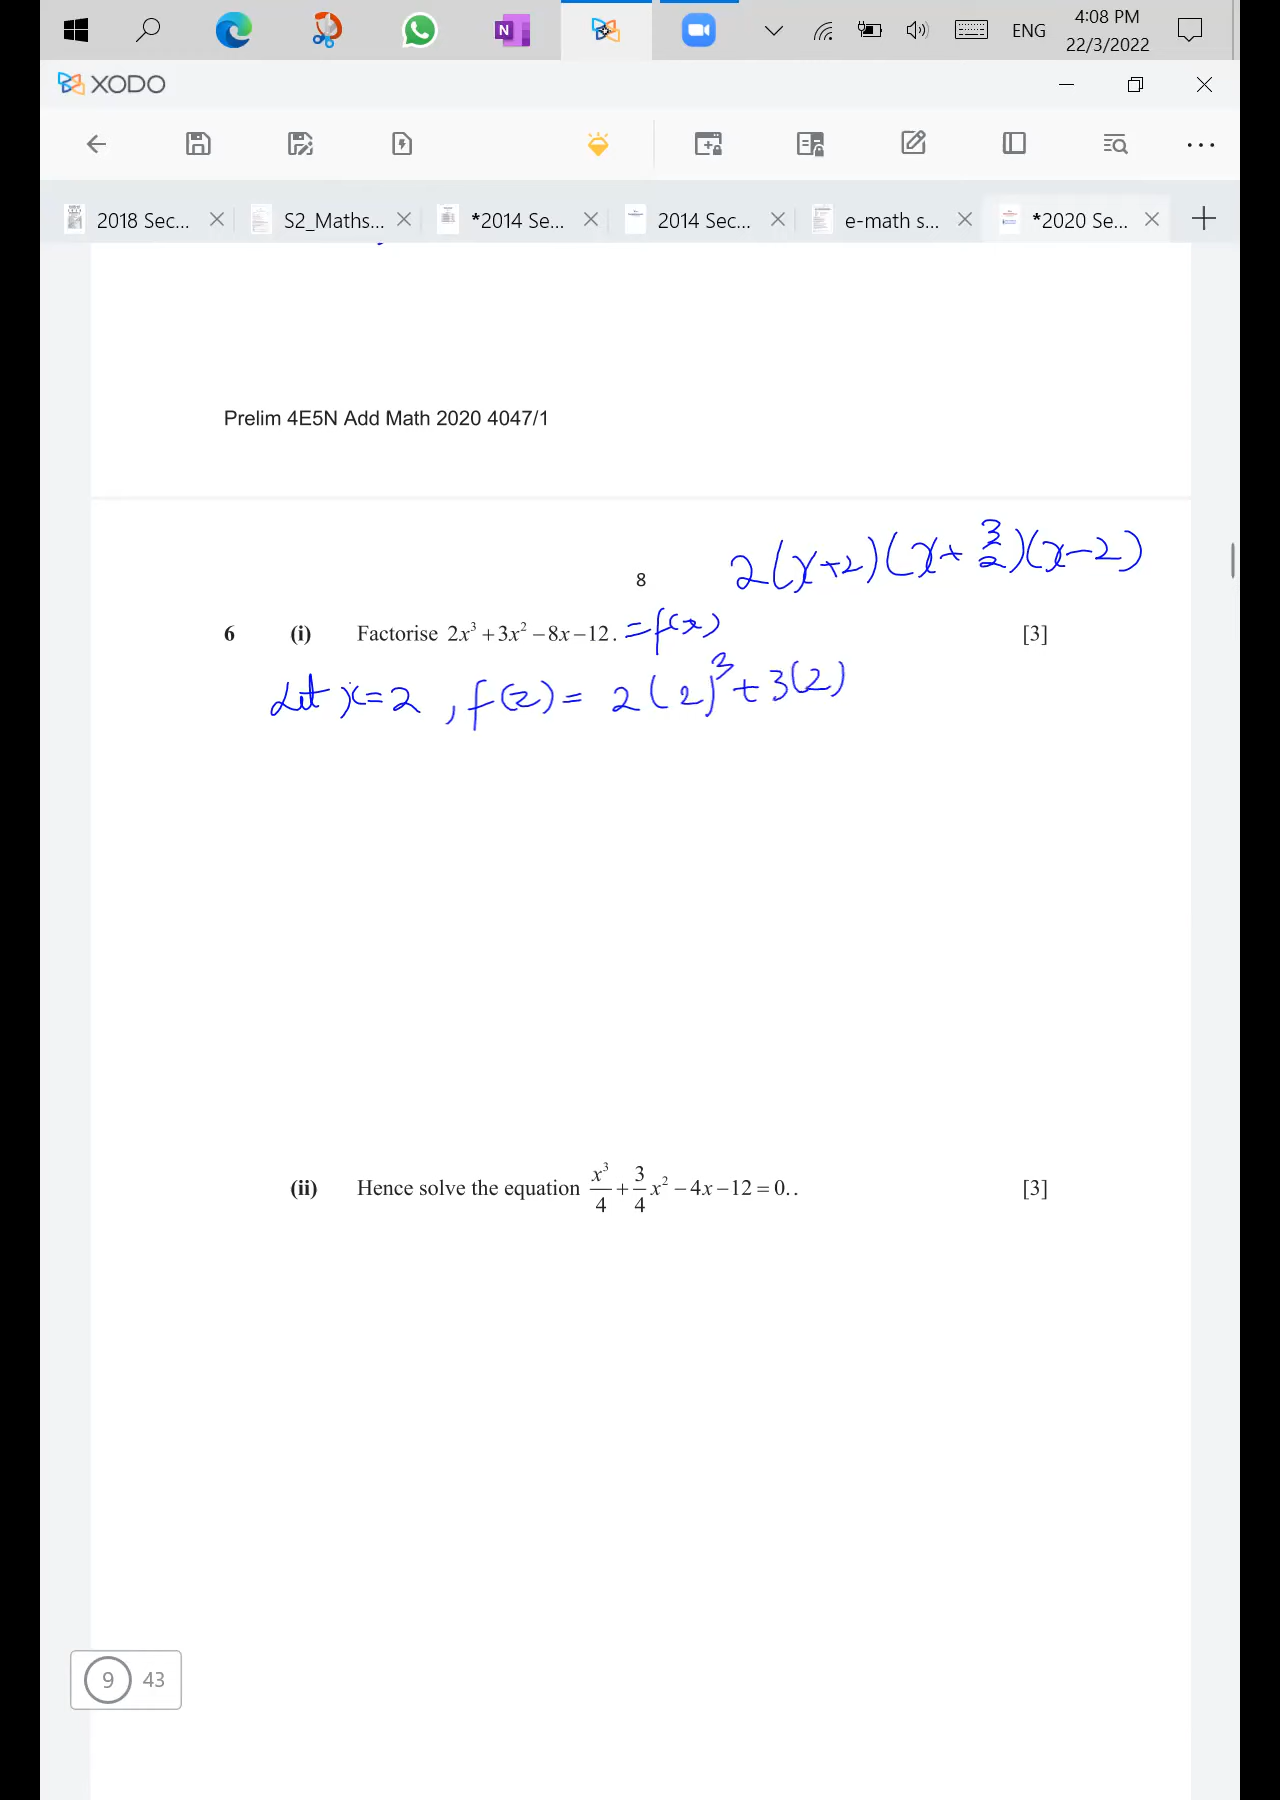 4:08 PM
ENG
22/3/2022
XODO
2018 Sec... S2_Maths... *2014 Se... 2014 Sec... e-math s... *2020 Se...
Prelim 4E5N Add Math 2020 4047/1
2(x+2)(x+3/2)(x-2)
8
6 (i) Factorise 2x³ + 3x² − 8x − 12. = f(x) [3]
Let x=2, f(2) = 2(2)³ + 3(2)
(ii) Hence solve the equation x³/4 + 3/4 x² − 4x − 12 = 0. . [3]
9 43